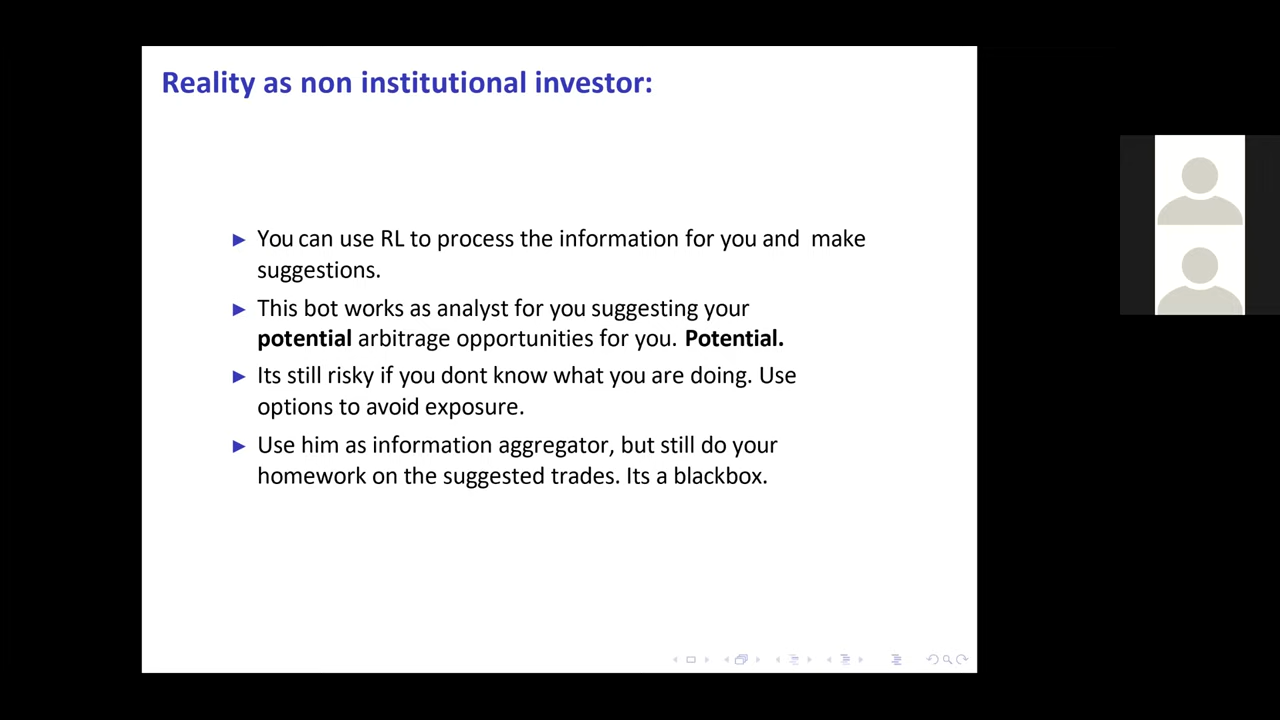 Reality as non institutional investor:
You can use RL to process the information for you and make
suggestions.
This bot works as analyst for you suggesting your
potential arbitrage opportunities for you. Potential.
Its still risky if you dont know what you are doing. Use
options to avoid exposure.
Use him as information aggregator, but still do your
homework on the suggested trades. Its a blackbox.